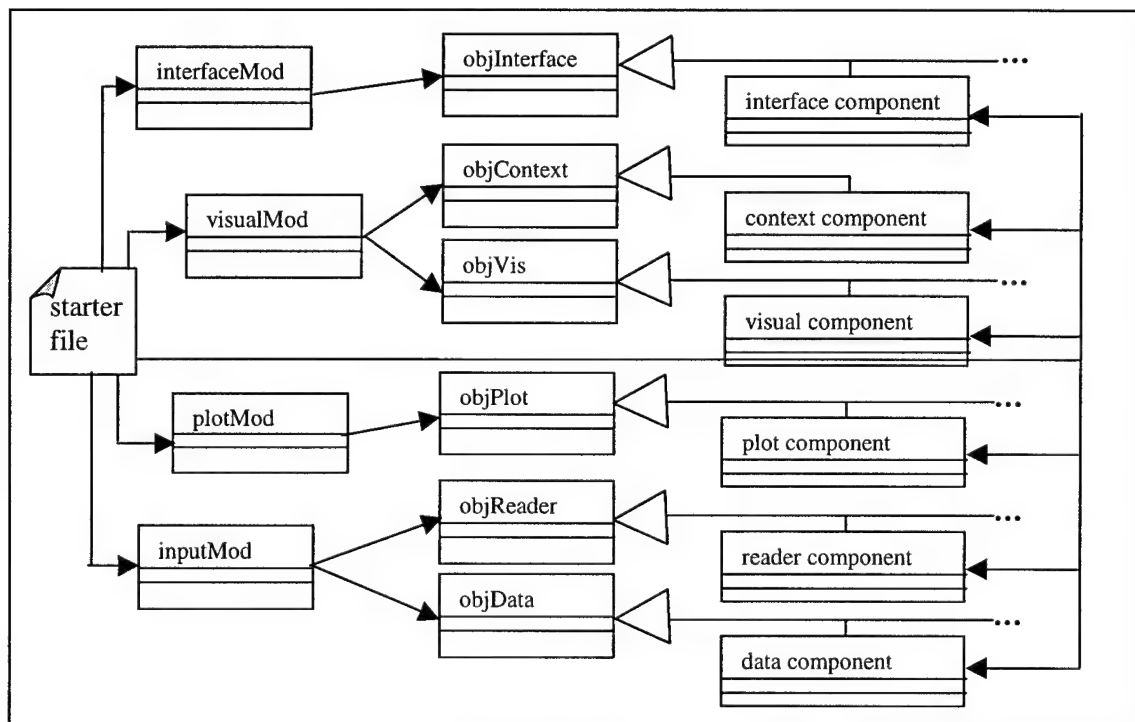 interfaceMod
objInterface
...
interface component
visualMod
objContext
context component
objVis
...
visual component
starter
file
plotMod
objPlot
...
plot component
inputMod
objReader
...
reader component
objData
...
data component